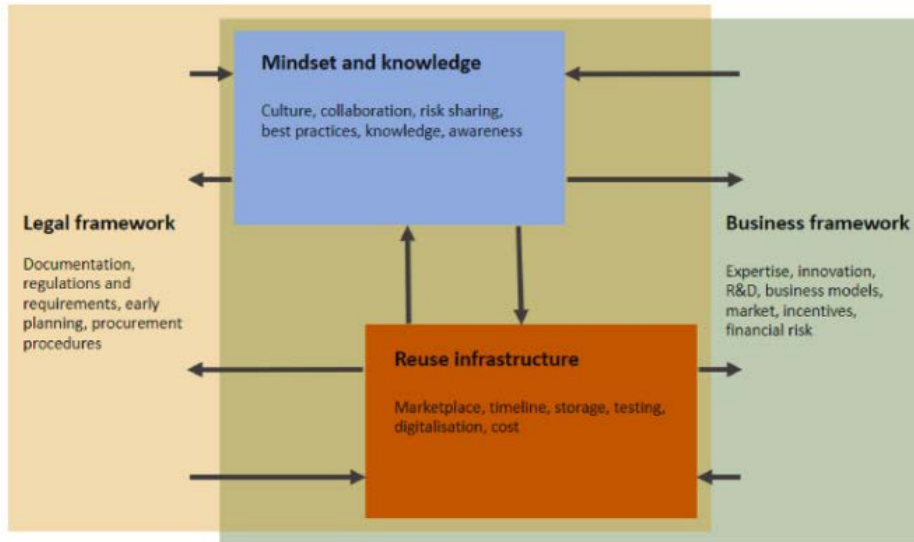 Mindset and knowledge
Culture, collaboration, risk sharing,
best practices, knowledge, awareness
Legal framework
Documentation,
regulations and
requirements, early
planning, procurement
procedures
Business framework
Expertise, innovation,
R&D, business models,
market, incentives,
financial risk
Reuse infrastructure
Marketplace, timeline, storage, testing,
digitalisation, cost